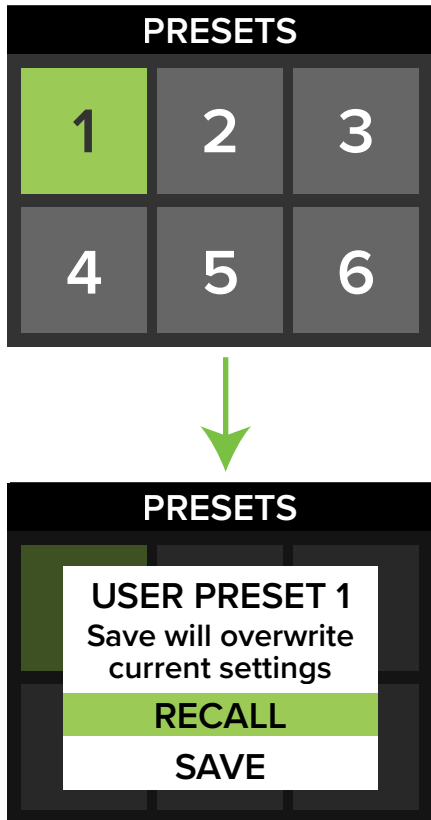 PRESETS
1 2 3
4 5 6
PRESETS
USER PRESET 1
Save will overwrite
current settings
RECALL
SAVE